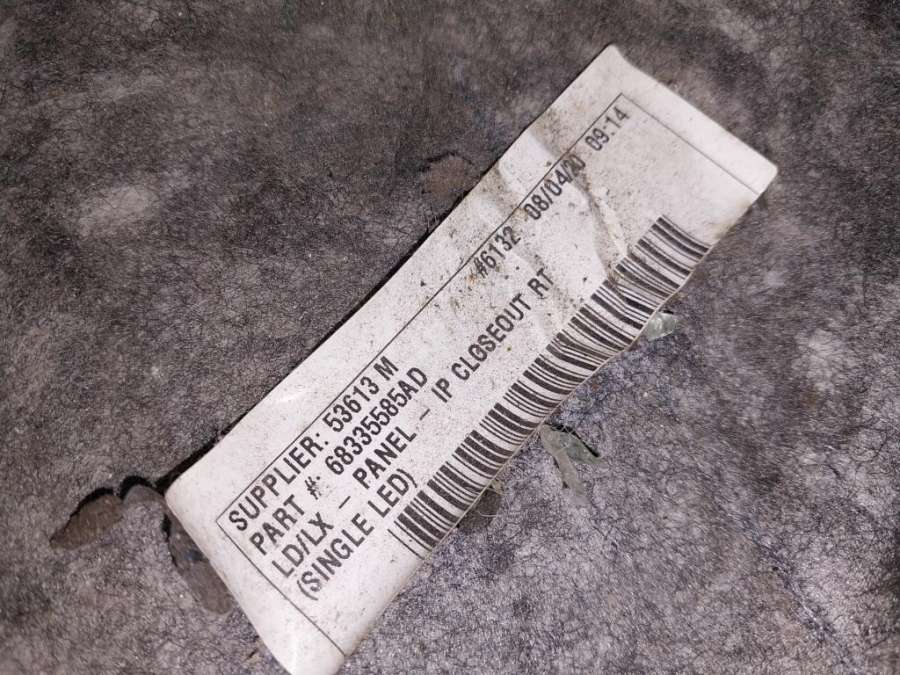 #6132 08/04/20 09:14
SUPPLIER: 53613 M
PART #: 68335585AD
LD/LX - PANEL - IP CLOSEOUT RT
(SINGLE LED)